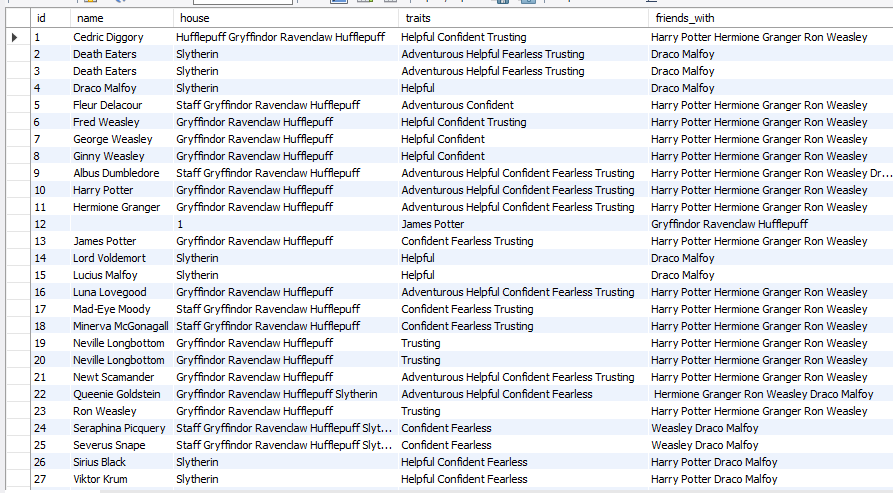 id name house traits friends_with
1 Cedric Diggory Hufflepuff Gryffindor Ravenclaw Hufflepuff Helpful Confident Trusting Harry Potter Hermione Granger Ron Weasley
2 Death Eaters Slytherin Adventurous Helpful Fearless Trusting Draco Malfoy
3 Death Eaters Slytherin Adventurous Helpful Fearless Trusting Draco Malfoy
4 Draco Malfoy Slytherin Helpful Draco Malfoy
5 Fleur Delacour Staff Gryffindor Ravenclaw Hufflepuff Adventurous Confident Harry Potter Hermione Granger Ron Weasley
6 Fred Weasley Gryffindor Ravenclaw Hufflepuff Helpful Confident Trusting Harry Potter Hermione Granger Ron Weasley
7 George Weasley Gryffindor Ravenclaw Hufflepuff Helpful Confident Harry Potter Hermione Granger Ron Weasley
8 Ginny Weasley Gryffindor Ravenclaw Hufflepuff Helpful Confident Harry Potter Hermione Granger Ron Weasley
9 Albus Dumbledore Staff Gryffindor Ravenclaw Hufflepuff Adventurous Helpful Confident Fearless Trusting Harry Potter Hermione Granger Ron Weasley Dr...
10 Harry Potter Gryffindor Ravenclaw Hufflepuff Adventurous Helpful Confident Fearless Trusting Harry Potter Hermione Granger Ron Weasley
11 Hermione Granger Gryffindor Ravenclaw Hufflepuff Adventurous Helpful Confident Fearless Trusting Harry Potter Hermione Granger Ron Weasley
12 1 James Potter Gryffindor Ravenclaw Hufflepuff
13 James Potter Gryffindor Ravenclaw Hufflepuff Confident Fearless Trusting Harry Potter Hermione Granger Ron Weasley
14 Lord Voldemort Slytherin Helpful Draco Malfoy
15 Lucius Malfoy Slytherin Helpful Draco Malfoy
16 Luna Lovegood Gryffindor Ravenclaw Hufflepuff Adventurous Helpful Confident Fearless Trusting Harry Potter Hermione Granger Ron Weasley
17 Mad-Eye Moody Staff Gryffindor Ravenclaw Hufflepuff Confident Fearless Trusting Harry Potter Hermione Granger Ron Weasley
18 Minerva McGonagall Staff Gryffindor Ravenclaw Hufflepuff Confident Fearless Trusting Harry Potter Hermione Granger Ron Weasley
19 Neville Longbottom Gryffindor Ravenclaw Hufflepuff Trusting Harry Potter Hermione Granger Ron Weasley
20 Neville Longbottom Gryffindor Ravenclaw Hufflepuff Trusting Harry Potter Hermione Granger Ron Weasley
21 Newt Scamander Gryffindor Ravenclaw Hufflepuff Adventurous Helpful Confident Fearless Trusting Harry Potter Hermione Granger Ron Weasley
22 Queenie Goldstein Gryffindor Ravenclaw Hufflepuff Slytherin Adventurous Helpful Confident Fearless Hermione Granger Ron Weasley Draco Malfoy
23 Ron Weasley Gryffindor Ravenclaw Hufflepuff Trusting Harry Potter Hermione Granger Ron Weasley
24 Seraphina Picquery Staff Gryffindor Ravenclaw Hufflepuff Slyt... Confident Fearless Weasley Draco Malfoy
25 Severus Snape Staff Gryffindor Ravenclaw Hufflepuff Slyt... Confident Fearless Weasley Draco Malfoy
26 Sirius Black Slytherin Helpful Confident Fearless Harry Potter Draco Malfoy
27 Viktor Krum Slytherin Helpful Confident Fearless Harry Potter Draco Malfoy